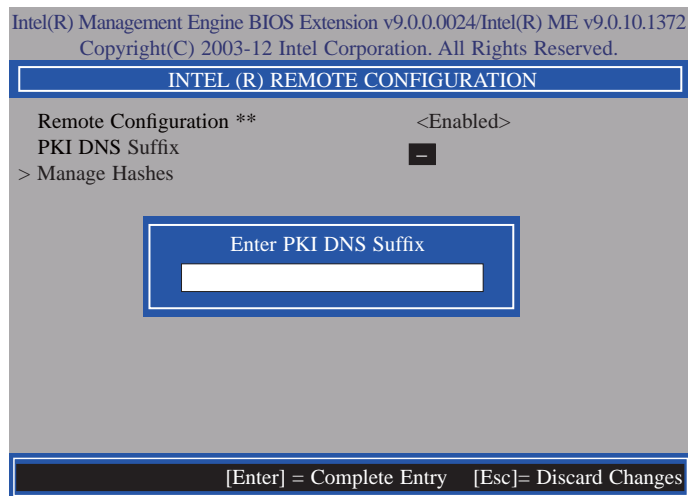 Intel(R) Management Engine BIOS Extension v9.0.0.0024/Intel(R) ME v9.0.10.1372
Copyright(C) 2003-12 Intel Corporation. All Rights Reserved.
INTEL (R) REMOTE CONFIGURATION
Remote Configuration ** <Enabled>
PKI DNS Suffix _
> Manage Hashes
Enter PKI DNS Suffix
[Enter] = Complete Entry [Esc]= Discard Changes